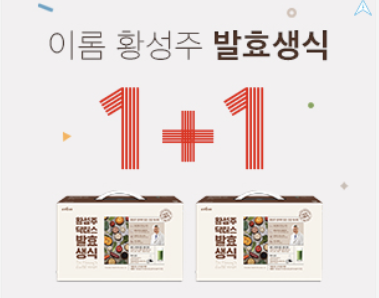 이롬 황성주 발효생식
1+1
황성주 황성주
닥터스 닥터스
발효 발효
생식 생식